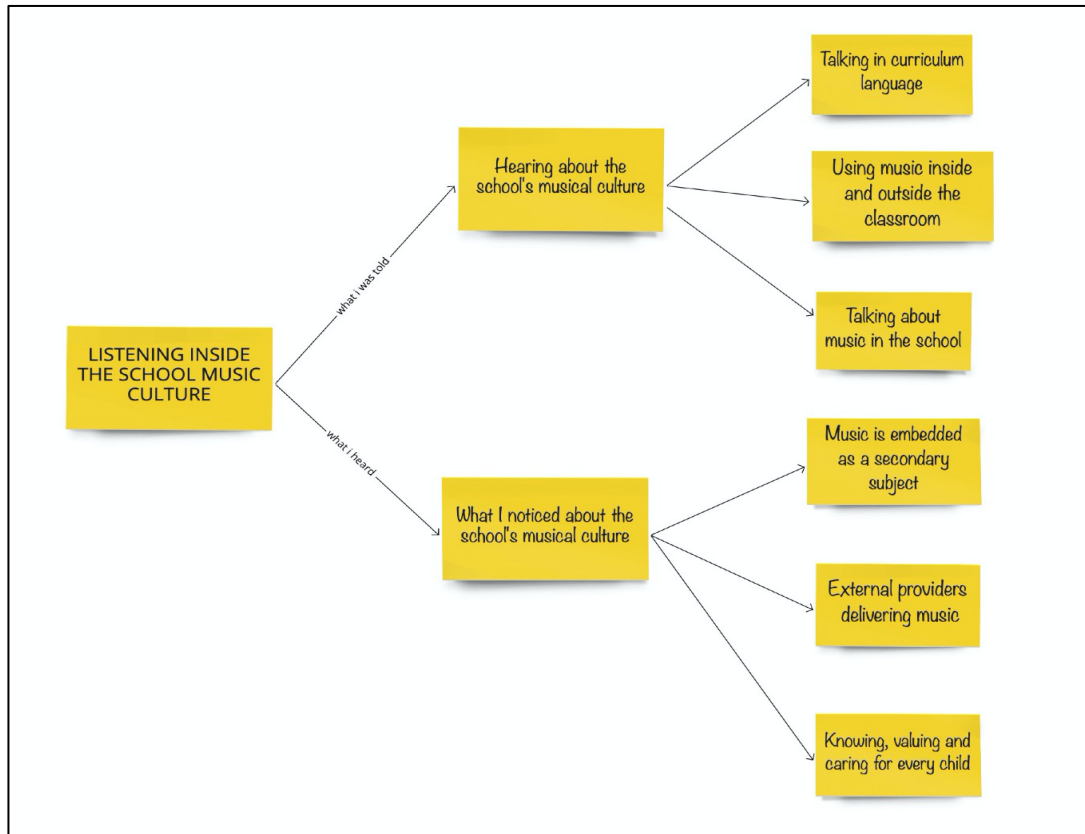 LISTENING INSIDE
THE SCHOOL MUSIC
CULTURE
what i was told
Hearing about the
school's musical culture
Talking in curriculum
language
Using music inside
and outside the
classroom
Talking about
music in the school
what i heard
What I noticed about the
school's musical culture
Music is embedded
as a secondary
subject
External providers
delivering music
Knowing, valuing and
caring for every child